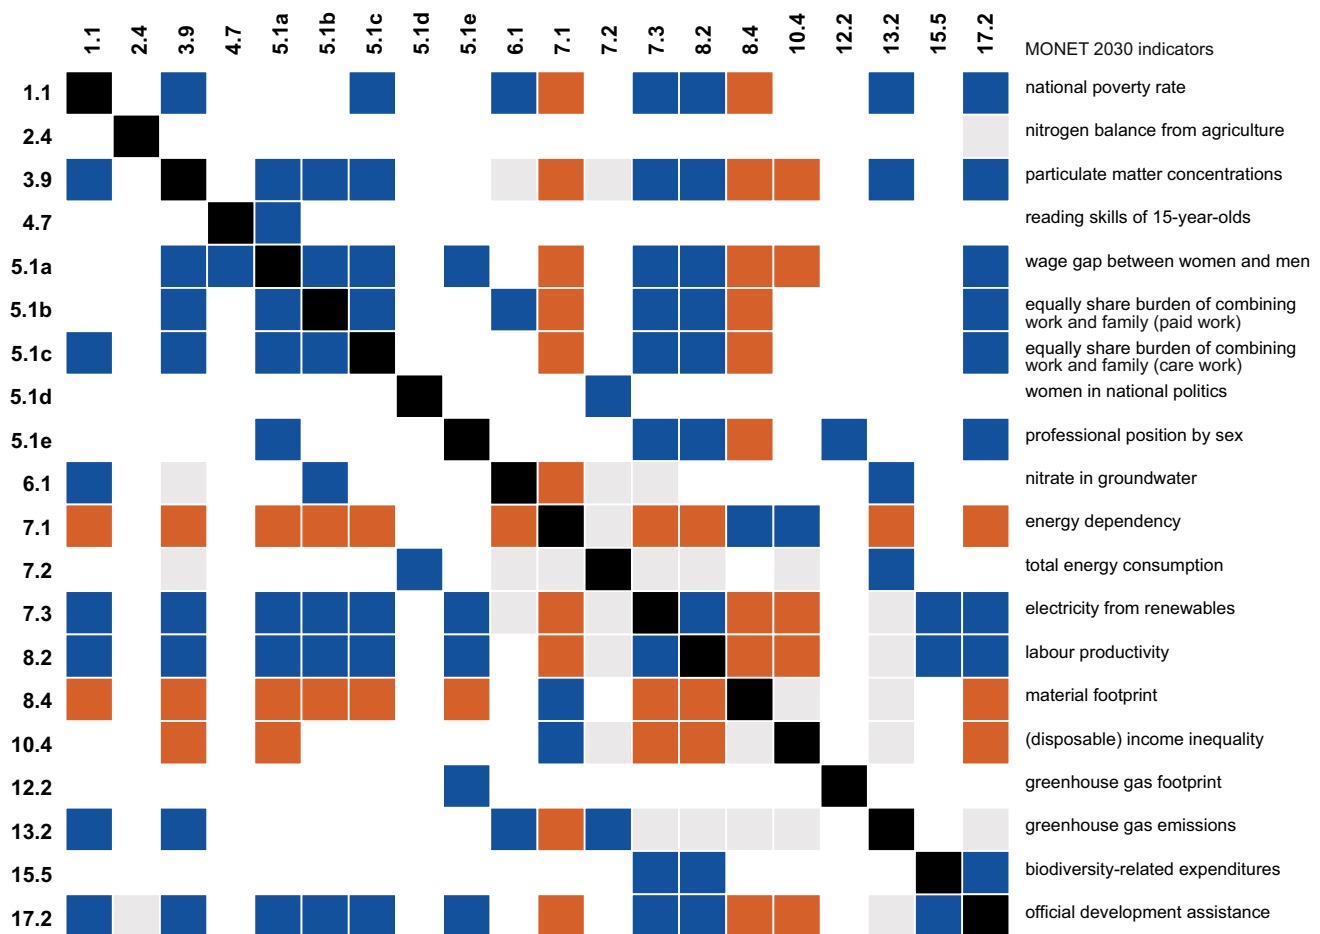 1.1 2.4 3.9 4.7 5.1a 5.1b 5.1c 5.1d 5.1e 6.1 7.1 7.2 7.3 8.2 8.4 10.4 12.2 13.2 15.5 17.2 MONET 2030 indicators
1.1 national poverty rate
2.4 nitrogen balance from agriculture
3.9 particulate matter concentrations
4.7 reading skills of 15-year-olds
5.1a wage gap between women and men
5.1b equally share burden of combining
work and family (paid work)
5.1c equally share burden of combining
work and family (care work)
5.1d women in national politics
5.1e professional position by sex
6.1 nitrate in groundwater
7.1 energy dependency
7.2 total energy consumption
7.3 electricity from renewables
8.2 labour productivity
8.4 material footprint
10.4 (disposable) income inequality
12.2 greenhouse gas footprint
13.2 greenhouse gas emissions
15.5 biodiversity-related expenditures
17.2 official development assistance